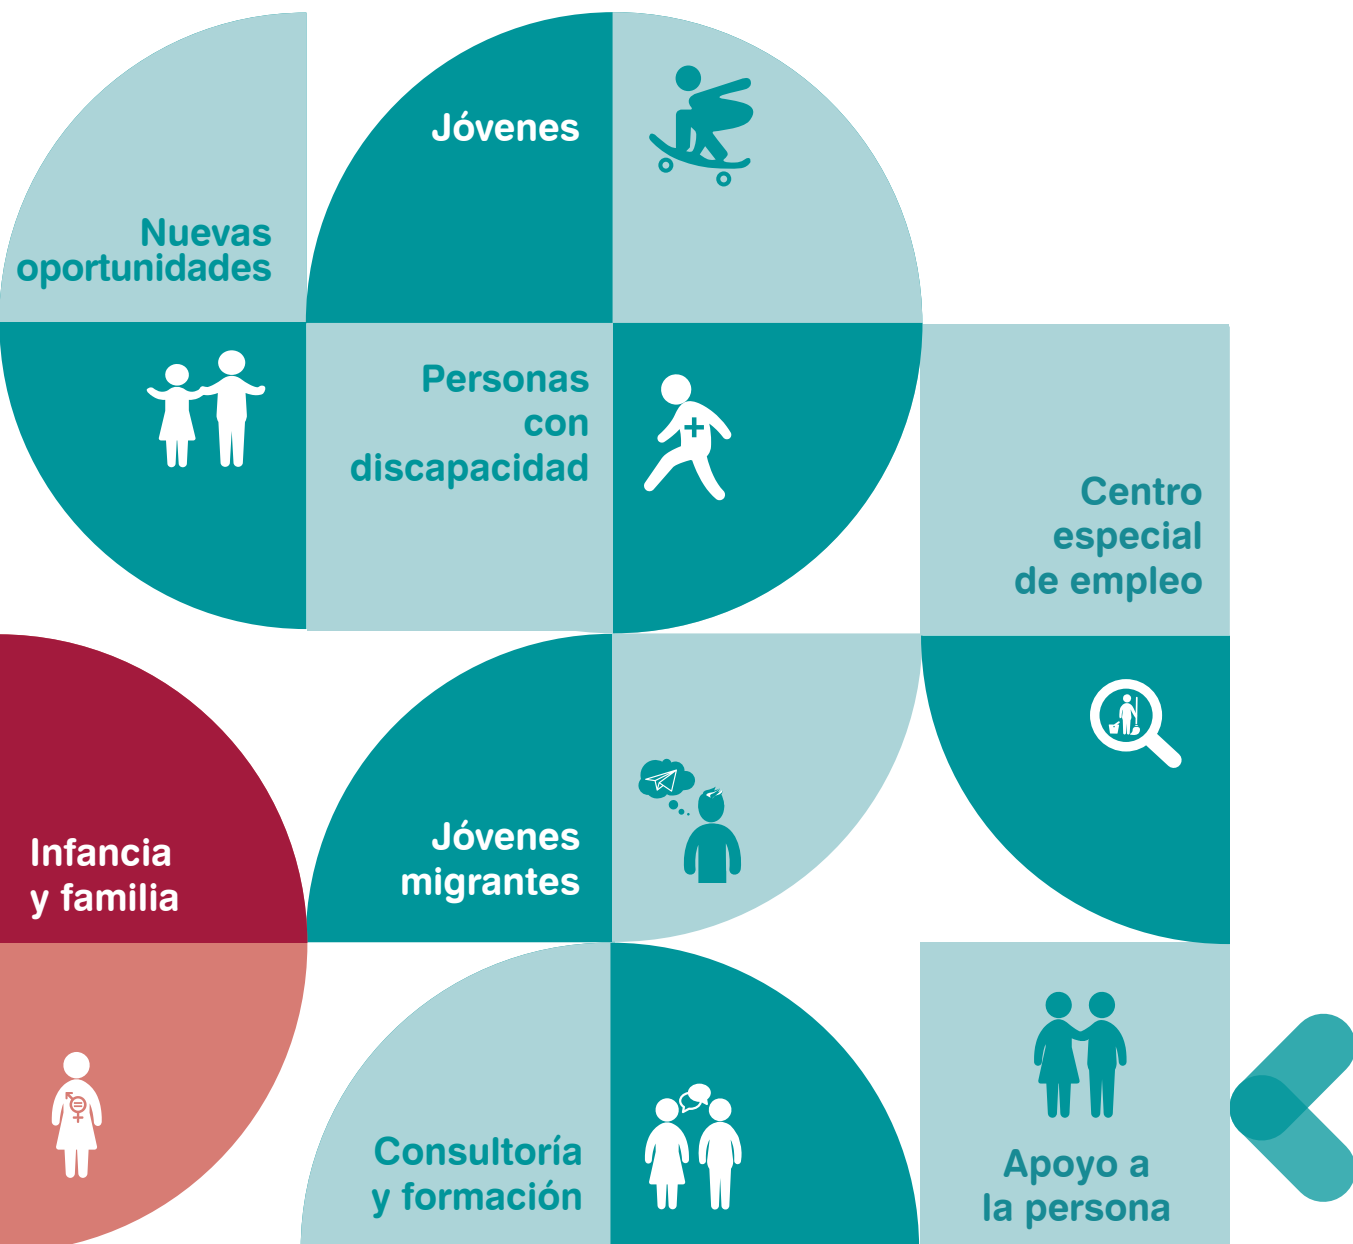 Jóvenes
Nuevas
oportunidades
Personas
con
discapacidad
Centro
especial
de empleo
Infancia
y familia
Jóvenes
migrantes
Consultoría
y formación
Apoyo a
la persona